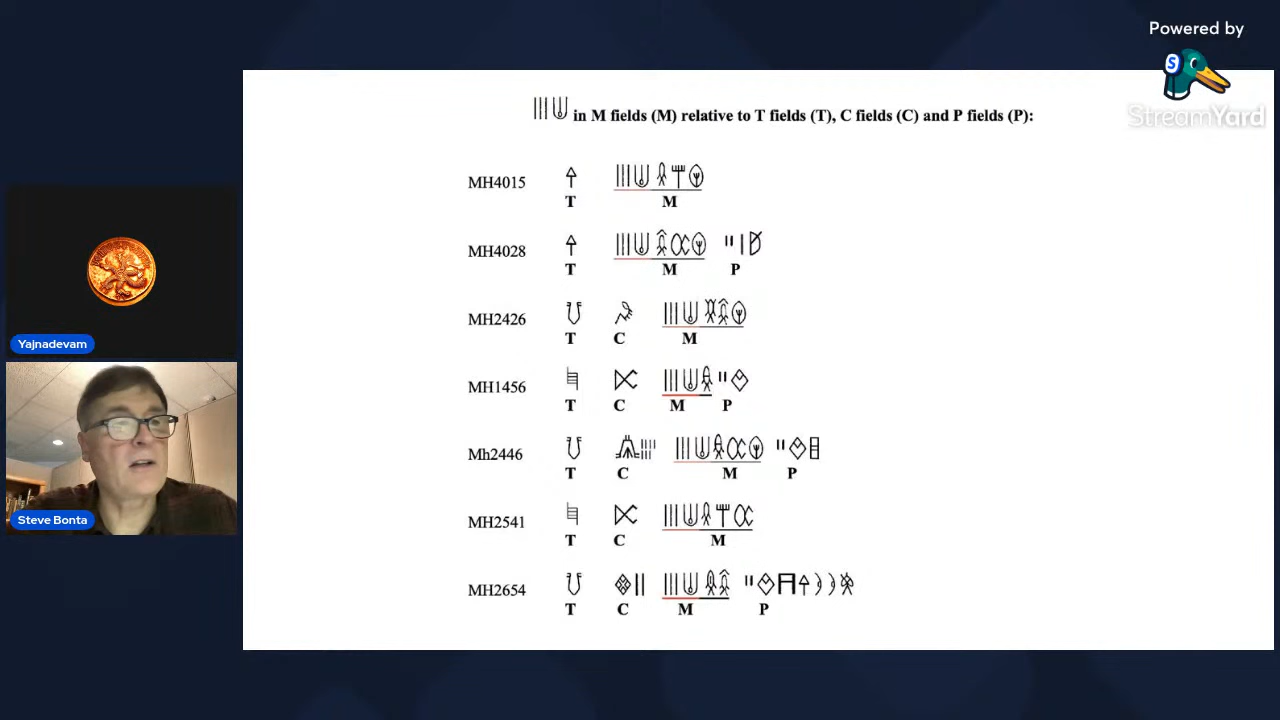 Powered by
StreamYard
in M fields (M) relative to T fields (T), C fields (C) and P fields (P):
MH4015
T M
MH4028
T M P
MH2426
T C M
MH1456
T C M P
Mh2446
T C M P
MH2541
T C M
MH2654
T C M P
Yajnadevam
Steve Bonta